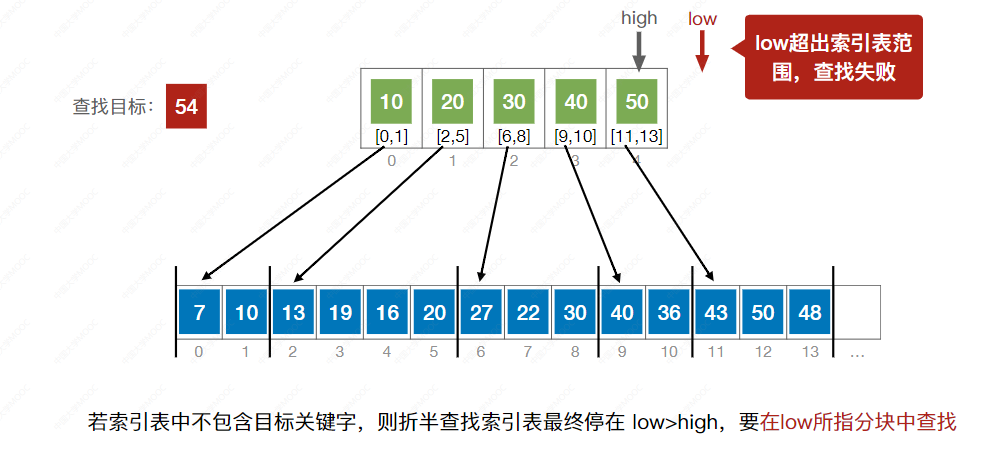 high low
low超出索引表范
围，查找失败
查找目标：54
10 20 30 40 50
[0,1] [2,5] [6,8] [9,10] [11,13]
0 1 2 3 4
7 10 13 19 16 20 27 22 30 40 36 43 50 48
0 1 2 3 4 5 6 7 8 9 10 11 12 13 …
若索引表中不包含目标关键字，则折半查找索引表最终停在 low>high，要在low所指分块中查找